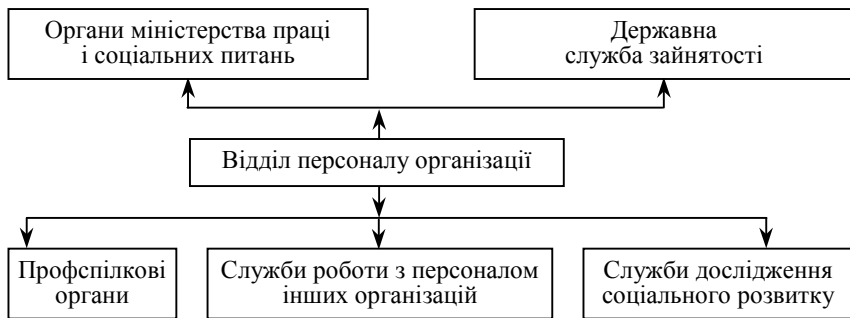 Органи міністерства праці
і соціальних питань
Державна
служба зайнятості
Відділ персоналу організації
Профспілкові
органи
Служби роботи з персоналом
інших організацій
Служби дослідження
соціального розвитку